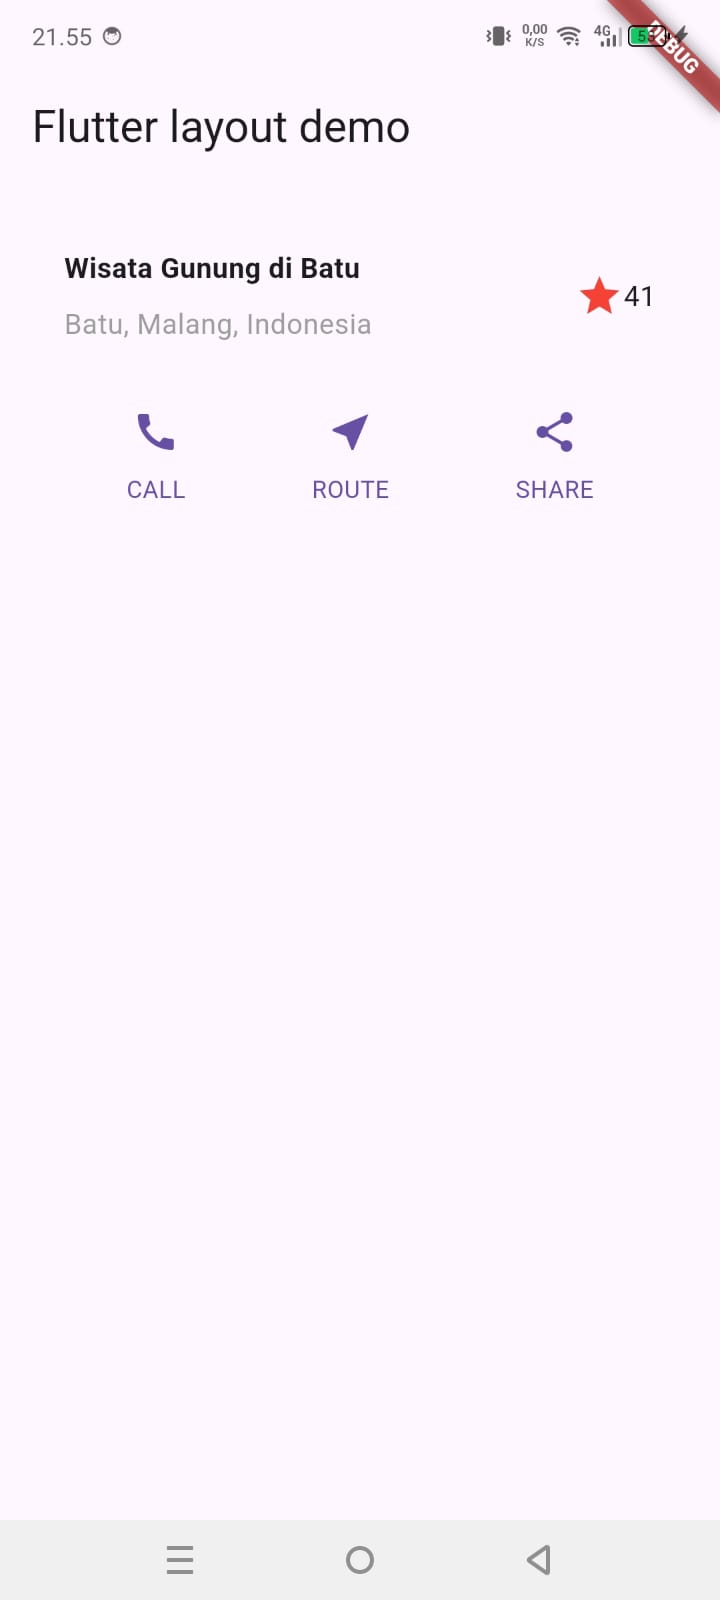 21.55
0,00
K/S
4G
DEBUG
Flutter layout demo
Wisata Gunung di Batu
41
Batu, Malang, Indonesia
CALL ROUTE SHARE